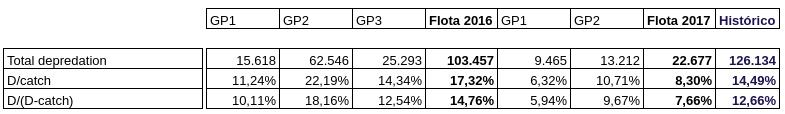 GP1 GP2 GP3 Flota 2016 GP1 GP2 Flota 2017 Histórico
Total depredation 15.618 62.546 25.293 103.457 9.465 13.212 22.677 126.134
D/catch 11,24% 22,19% 14,34% 17,32% 6,32% 10,71% 8,30% 14,49%
D/(D-catch) 10,11% 18,16% 12,54% 14,76% 5,94% 9,67% 7,66% 12,66%